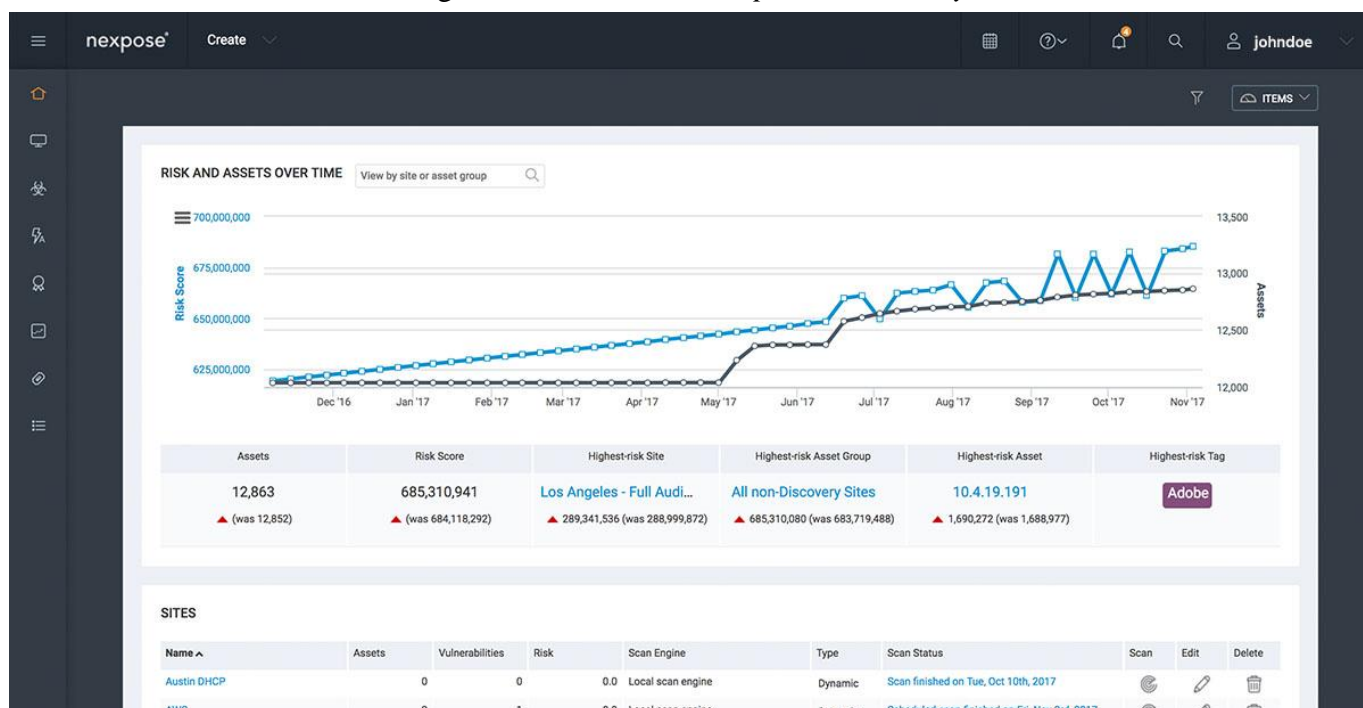 nexpose Create 4 johndoe
ITEMS
RISK AND ASSETS OVER TIME View by site or asset group
700,000,000 13,500
675,000,000 13,000
Risk Score Assets
650,000,000 12,500
625,000,000 12,000
Dec '16 Jan '17 Feb '17 Mar '17 Apr '17 May '17 Jun '17 Jul '17 Aug '17 Sep '17 Oct '17 Nov '17
Assets Risk Score Highest-risk Site Highest-risk Asset Group Highest-risk Asset Highest-risk Tag
12,863 685,310,941 Los Angeles - Full Audi... All non-Discovery Sites 10.4.19.191 Adobe
(was 12,852) (was 684,118,292) 289,341,536 (was 288,999,872) 685,310,080 (was 683,719,488) 1,690,272 (was 1,688,977)
SITES
Name Assets Vulnerabilities Risk Scan Engine Type Scan Status Scan Edit Delete
Austin DHCP 0 0 0.0 Local scan engine Dynamic Scan finished on Tue, Oct 10th, 2017